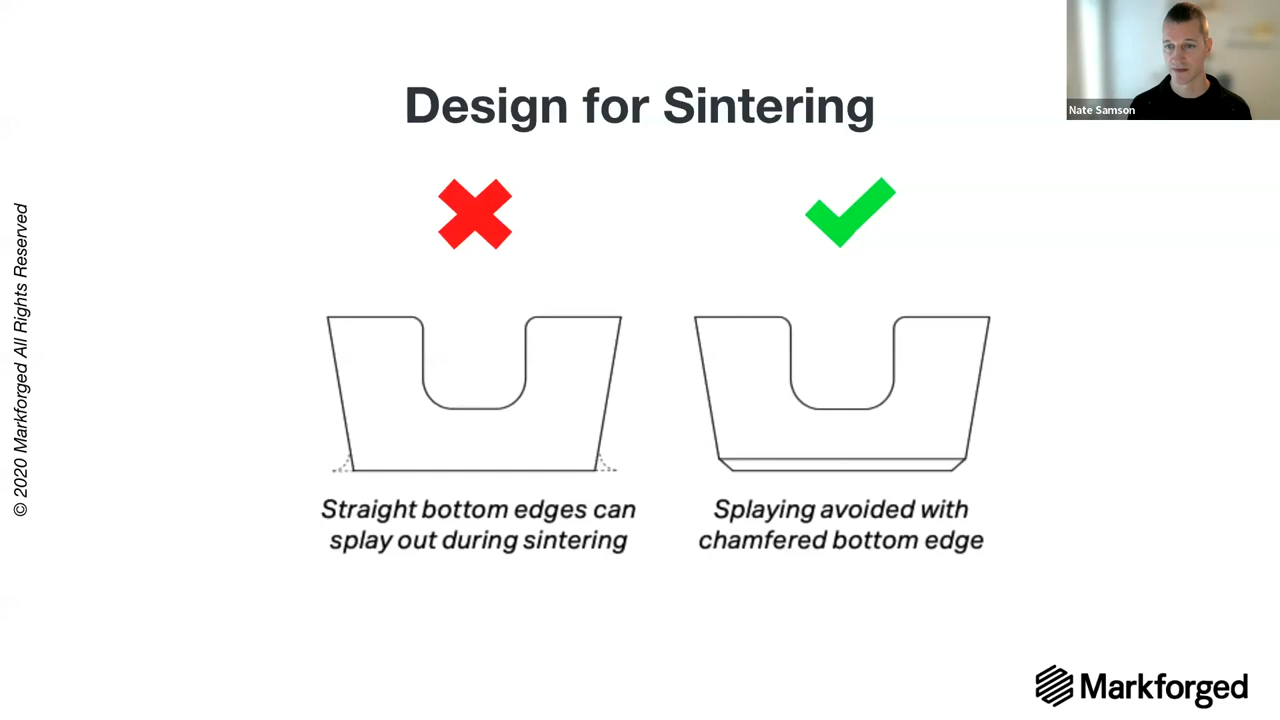 Design for Sintering
Nate Samson
© 2020 Markforged All Rights Reserved
Straight bottom edges can
splay out during sintering
Splaying avoided with
chamfered bottom edge
Markforged